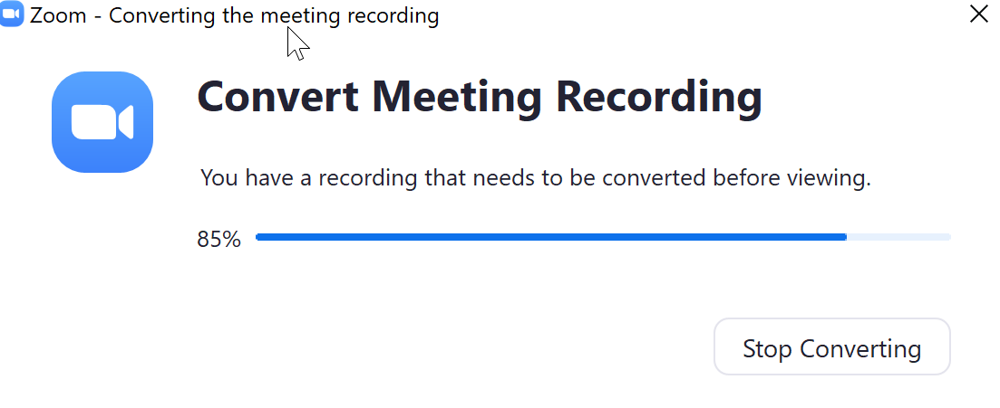 Zoom - Converting the meeting recording
Convert Meeting Recording
You have a recording that needs to be converted before viewing.
85%
Stop Converting